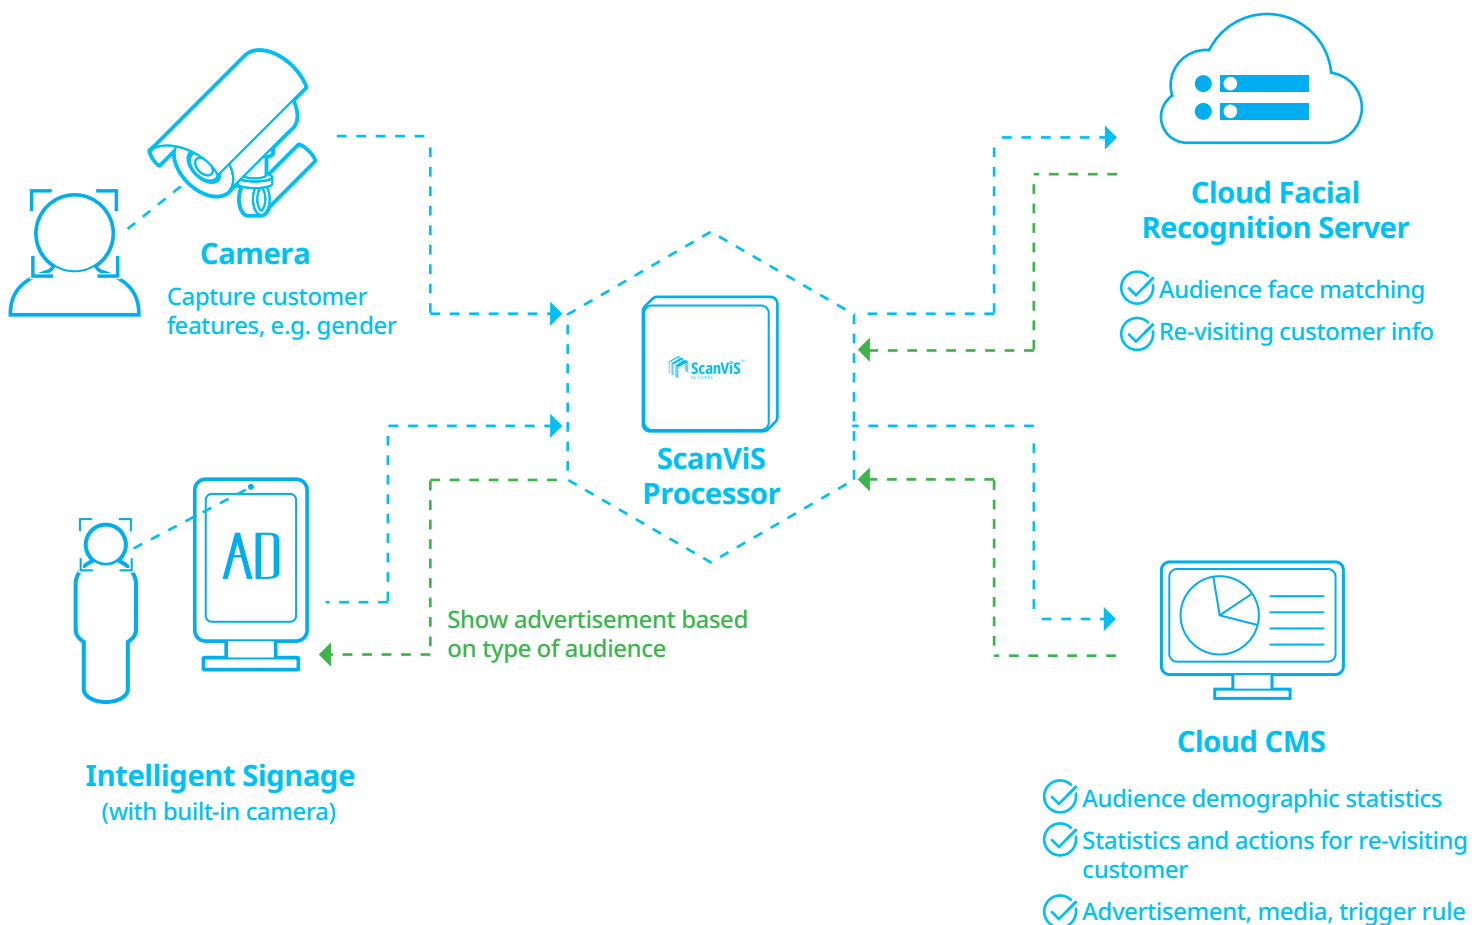 Camera
Capture customer
features, e.g. gender
Cloud Facial
Recognition Server
Audience face matching
Re-visiting customer info
ScanViS
ScanViS
Processor
AD
Show advertisement based
on type of audience
Intelligent Signage
(with built-in camera)
Cloud CMS
Audience demographic statistics
Statistics and actions for re-visiting
customer
Advertisement, media, trigger rule